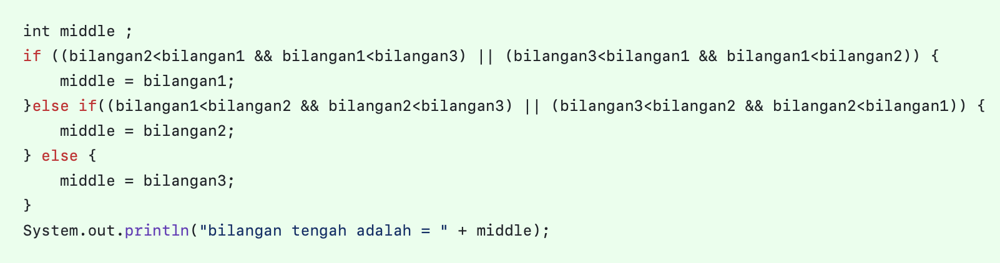 int middle ;
if ((bilangan2<bilangan1 && bilangan1<bilangan3) || (bilangan3<bilangan1 && bilangan1<bilangan2)) {
    middle = bilangan1;
}else if((bilangan1<bilangan2 && bilangan2<bilangan3) || (bilangan3<bilangan2 && bilangan2<bilangan1)) {
    middle = bilangan2;
} else {
    middle = bilangan3;
}
System.out.println("bilangan tengah adalah = " + middle);